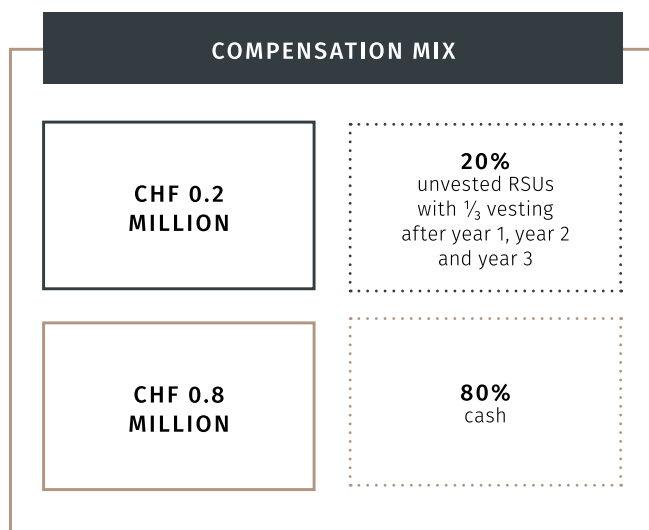 COMPENSATION MIX
CHF 0.2
MILLION
20%
unvested RSUs
with ⅓ vesting
after year 1, year 2
and year 3
CHF 0.8
MILLION
80%
cash